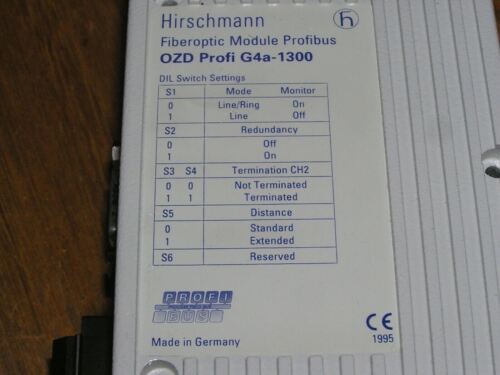 Hirschmann
Fiberoptic Module Profibus
OZD Profi G4a-1300
DIL Switch Settings
S1 Mode Monitor
0 Line/Ring On
1 Line Off
S2 Redundancy
0 Off
1 On
S3 S4 Termination CH2
0 0 Not Terminated
1 1 Terminated
S5 Distance
0 Standard
1 Extended
S6 Reserved
PROFI
BUS
Made in Germany
CE
1995